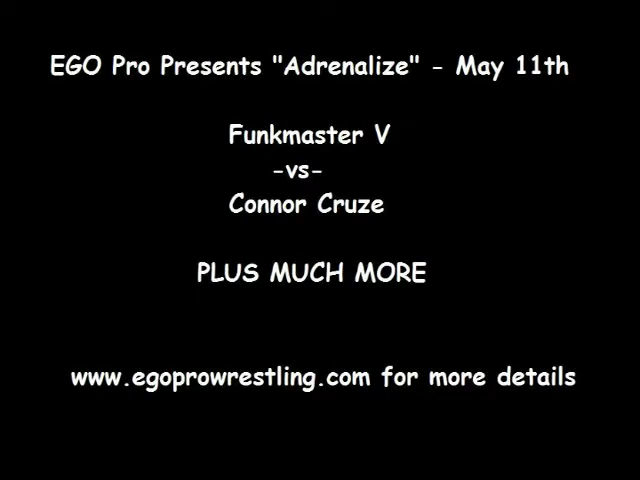 EGO Pro Presents "Adrenalize" - May 11th
Funkmaster V
-vs-
Connor Cruze
PLUS MUCH MORE
www.egoprowrestling.com for more details